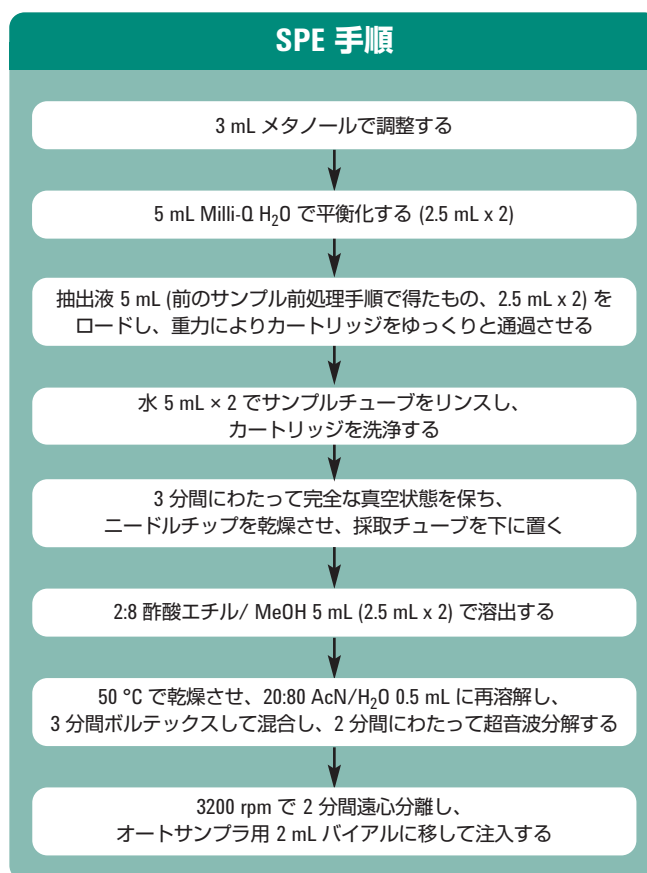 SPE 手順
3 mL メタノールで調整する
5 mL Milli-Q H₂O で平衡化する (2.5 mL x 2)
抽出液 5 mL (前のサンプル前処理手順で得たもの、2.5 mL x 2) を
ロードし、重力によりカートリッジをゆっくりと通過させる
水 5 mL × 2 でサンプルチューブをリンスし、
カートリッジを洗浄する
3 分間にわたって完全な真空状態を保ち、
ニードルチップを乾燥させ、採取チューブを下に置く
2:8 酢酸エチル/ MeOH 5 mL (2.5 mL x 2) で溶出する
50 °C で乾燥させ、20:80 AcN/H₂O 0.5 mL に再溶解し、
3 分間ボルテックスして混合し、2 分間にわたって超音波分解する
3200 rpm で 2 分間遠心分離し、
オートサンプラ用 2 mL バイアルに移して注入する